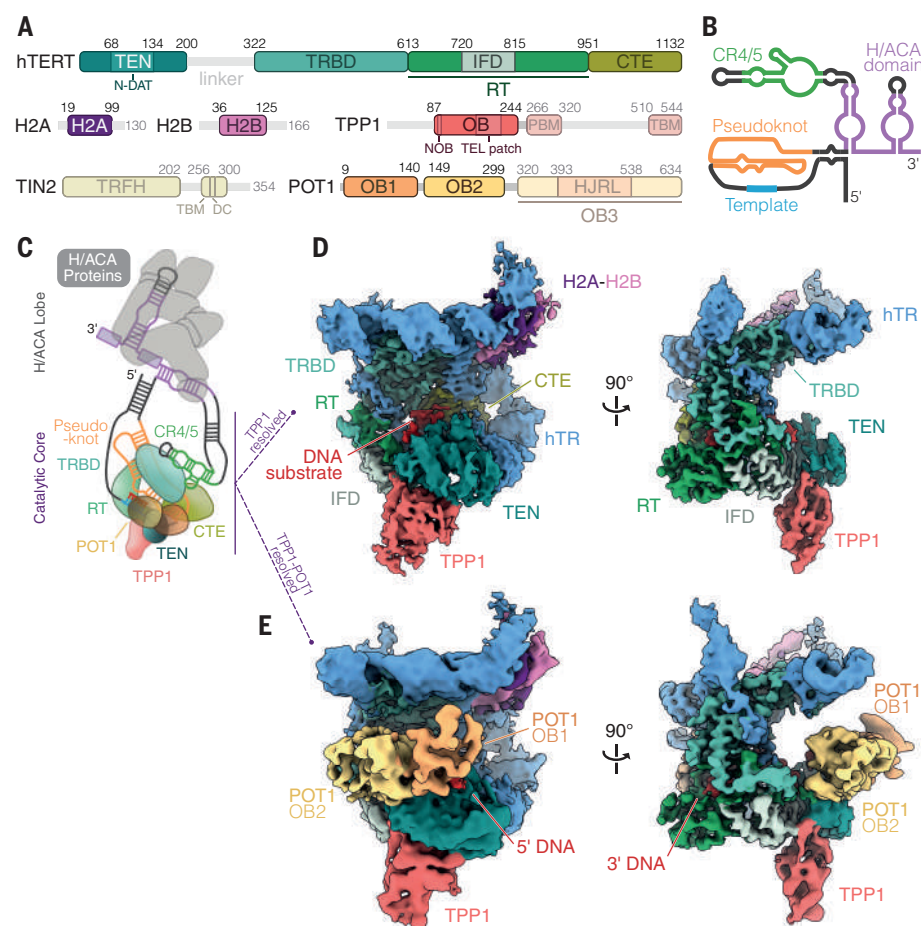 A
68 134 200 322 613 720 815 951 1132
hTERT TEN linker TRBD IFD CTE
N-DAT
RT
19 99
H2A H2A 130
36 125
H2B H2B 166
87 244 266 320 510 544
TPP1 OB PBM TBM
NOB TEL patch
202 256 300
TIN2 TRFH 354
TBM DC
9 140 149 299 320 393 538 634
POT1 OB1 OB2 HJRL
OB3
B
CR4/5
H/ACA
domain
Pseudoknot
Template
5'
3'
C
H/ACA
Proteins
H/ACA Lobe
3'
5'
Catalytic Core
Pseudo
-knot
CR4/5
TRBD
RT
POT1
CTE
TEN
TPP1
TPP1
resolved
TPP1-POT1
resolved
D
H2A-H2B
TRBD
CTE
RT
DNA
substrate
hTR
IFD
TEN
TPP1
90°
hTR
TRBD
TEN
RT
IFD
TPP1
E
POT1
OB1
POT1
OB2
5' DNA
TPP1
90°
POT1
OB1
POT1
OB2
3' DNA
TPP1